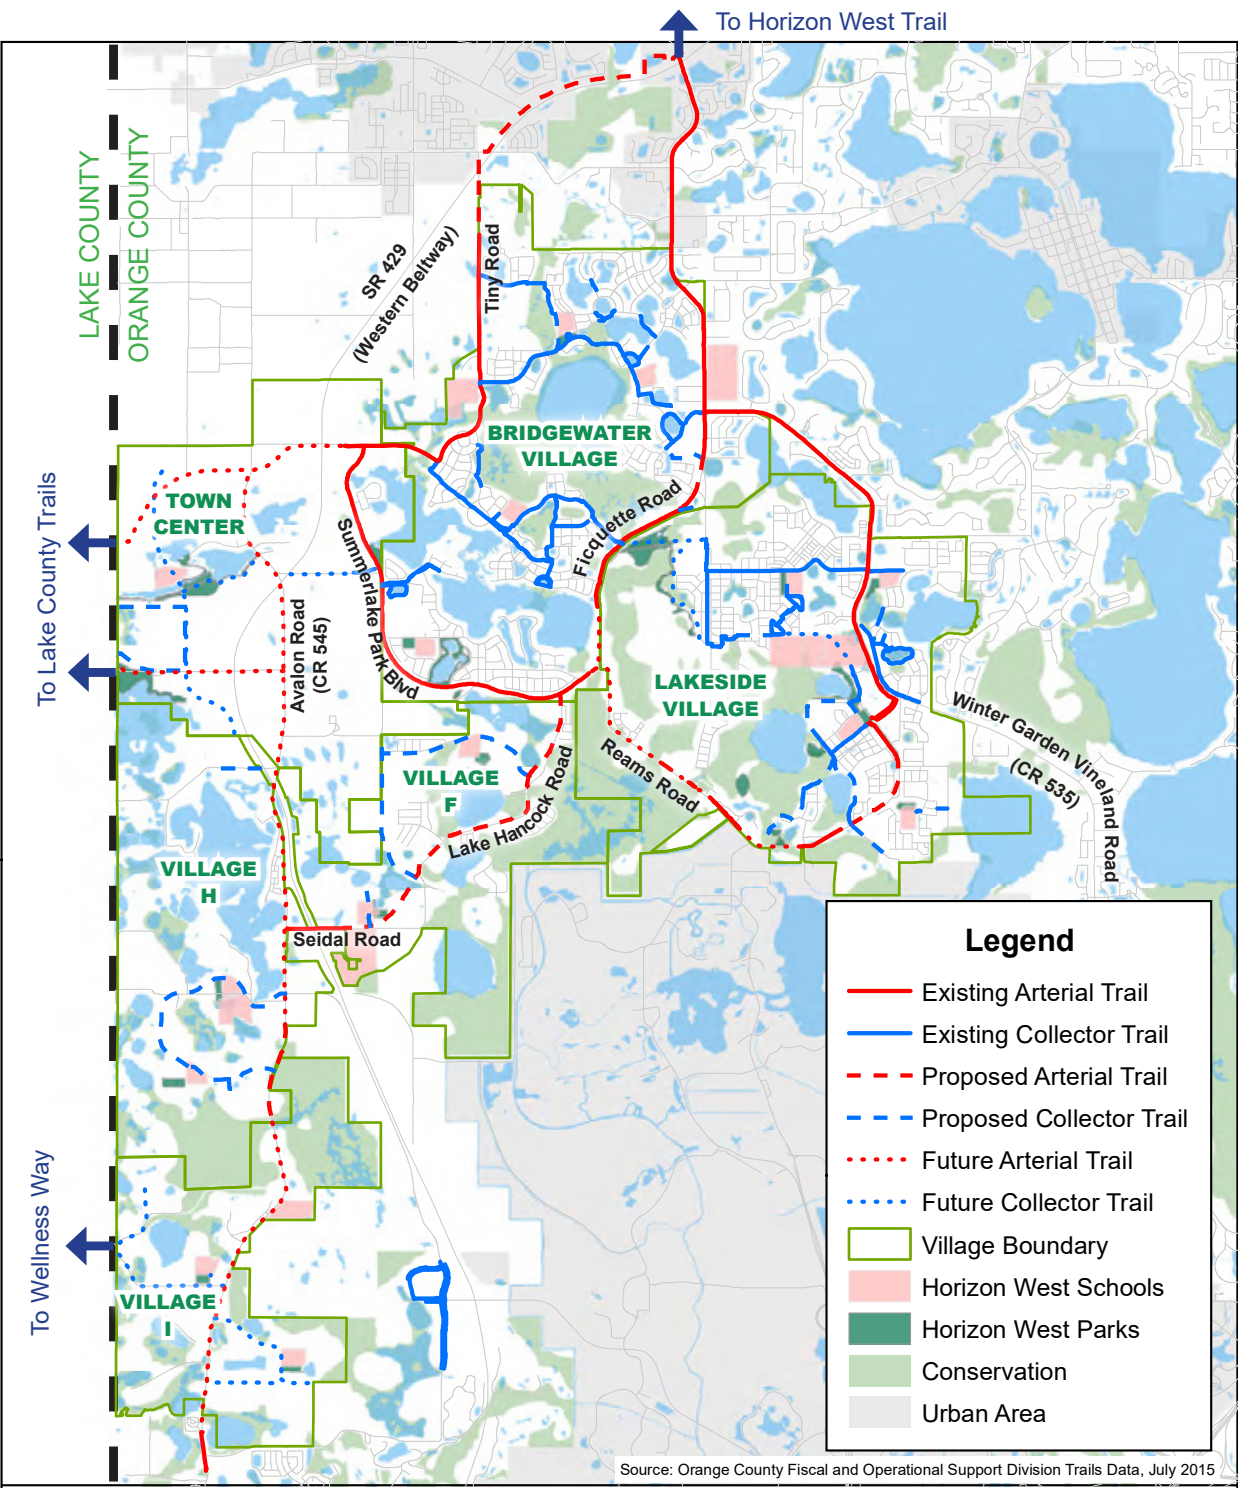 To Horizon West Trail
LAKE COUNTY
ORANGE COUNTY
SR 429
(Western Beltway)
Tiny Road
BRIDGEWATER
VILLAGE
TOWN
CENTER
To Lake County Trails
Summerlake Park Blvd
Ficquette Road
Avalon Road
(CR 545)
LAKESIDE
VILLAGE
Winter Garden Vineland Road
(CR 535)
Reams Road
VILLAGE
F
Lake Hancock Road
VILLAGE
H
Seidal Road
To Wellness Way
VILLAGE
I
Legend
Existing Arterial Trail
Existing Collector Trail
Proposed Arterial Trail
Proposed Collector Trail
Future Arterial Trail
Future Collector Trail
Village Boundary
Horizon West Schools
Horizon West Parks
Conservation
Urban Area
Source: Orange County Fiscal and Operational Support Division Trails Data, July 2015